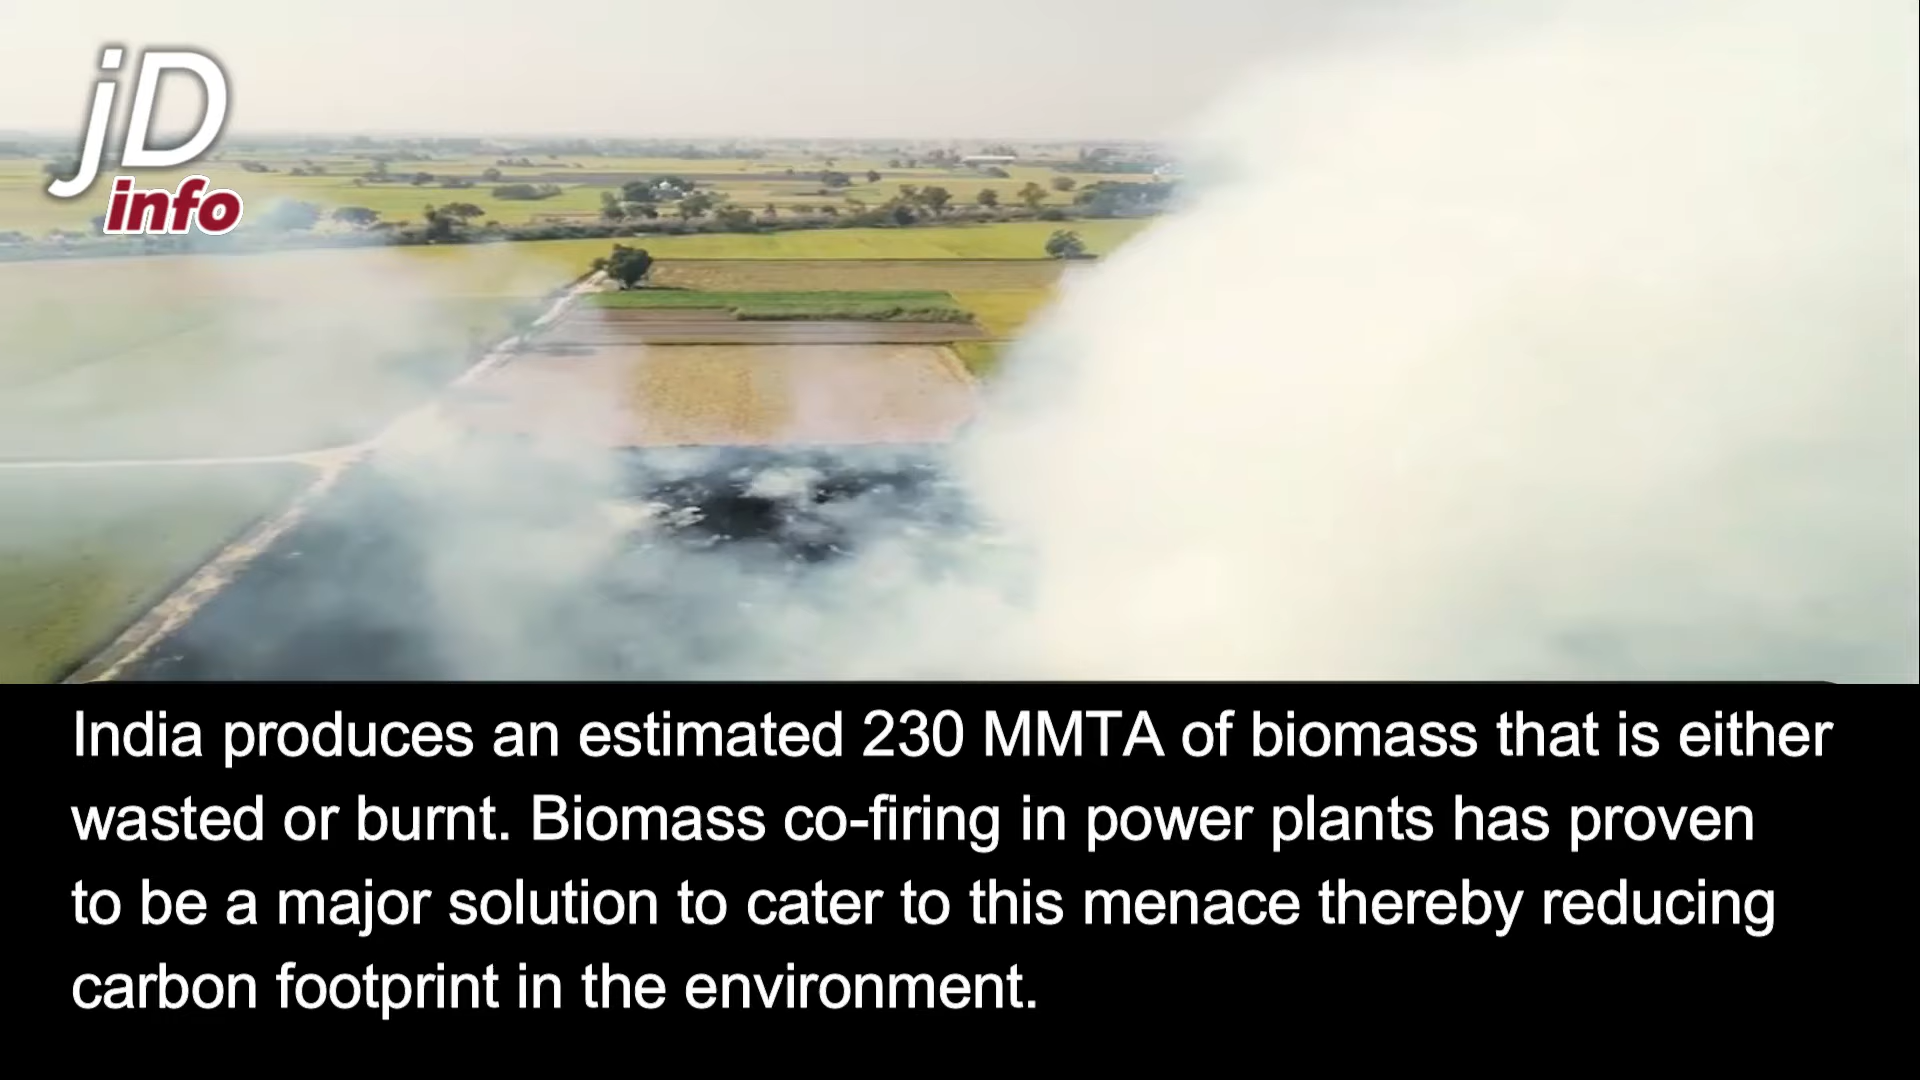 jD
info
India produces an estimated 230 MMTA of biomass that is either
wasted or burnt. Biomass co-firing in power plants has proven
to be a major solution to cater to this menace thereby reducing
carbon footprint in the environment.